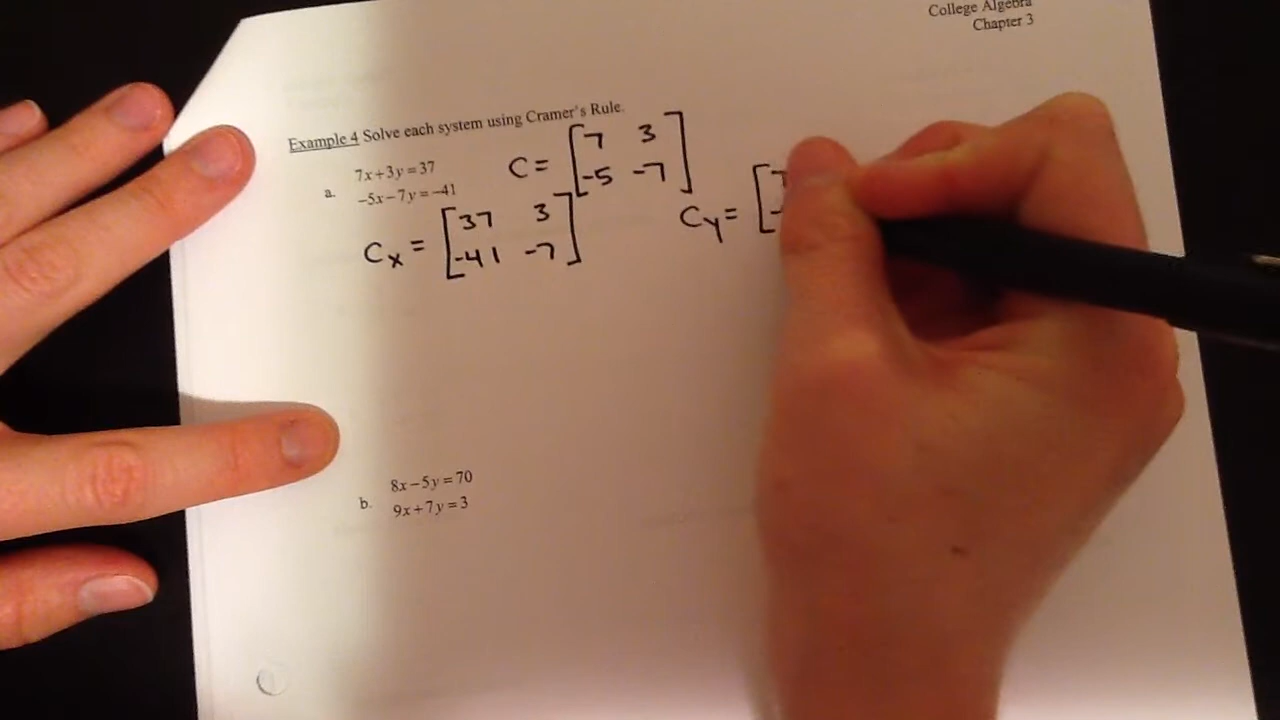 College Algebra
Chapter 3
Example 4 Solve each system using Cramer's Rule.
a. 7x+3y=37
-5x-7y=-41
C= [7 3
-5 -7]
Cx = [37 3
-41 -7]
Cy= [7
b. 8x-5y=70
9x+7y=3